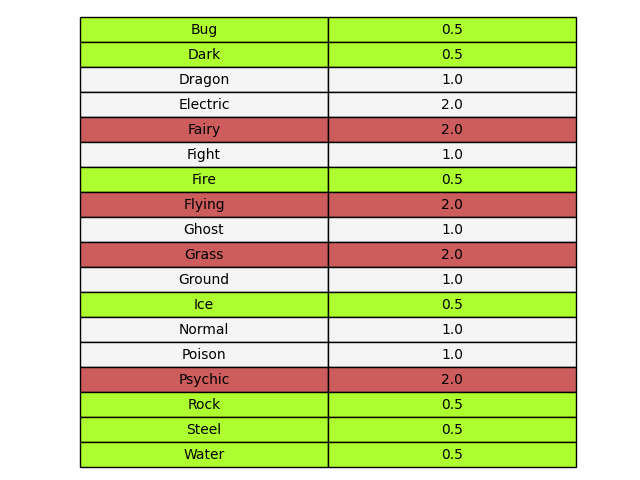 Bug 0.5
Dark 0.5
Dragon 1.0
Electric 2.0
Fairy 2.0
Fight 1.0
Fire 0.5
Flying 2.0
Ghost 1.0
Grass 2.0
Ground 1.0
Ice 0.5
Normal 1.0
Poison 1.0
Psychic 2.0
Rock 0.5
Steel 0.5
Water 0.5